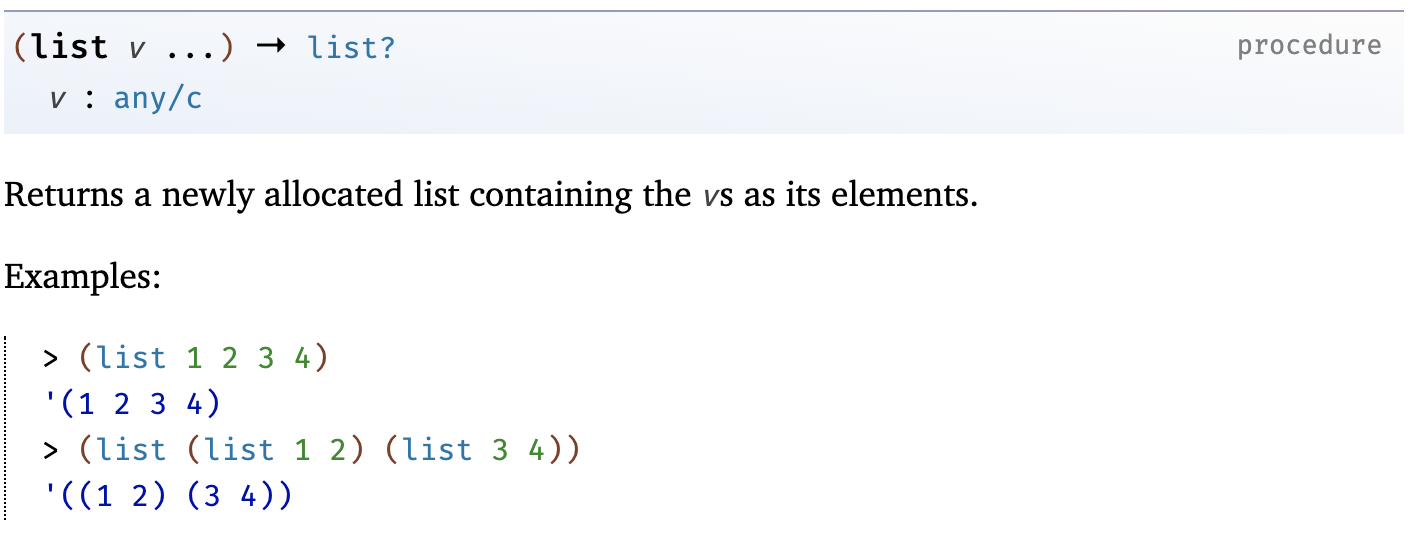 (list v ...) → list? procedure
v : any/c
Returns a newly allocated list containing the vs as its elements.
Examples:
> (list 1 2 3 4)
'(1 2 3 4)
> (list (list 1 2) (list 3 4))
'((1 2) (3 4))